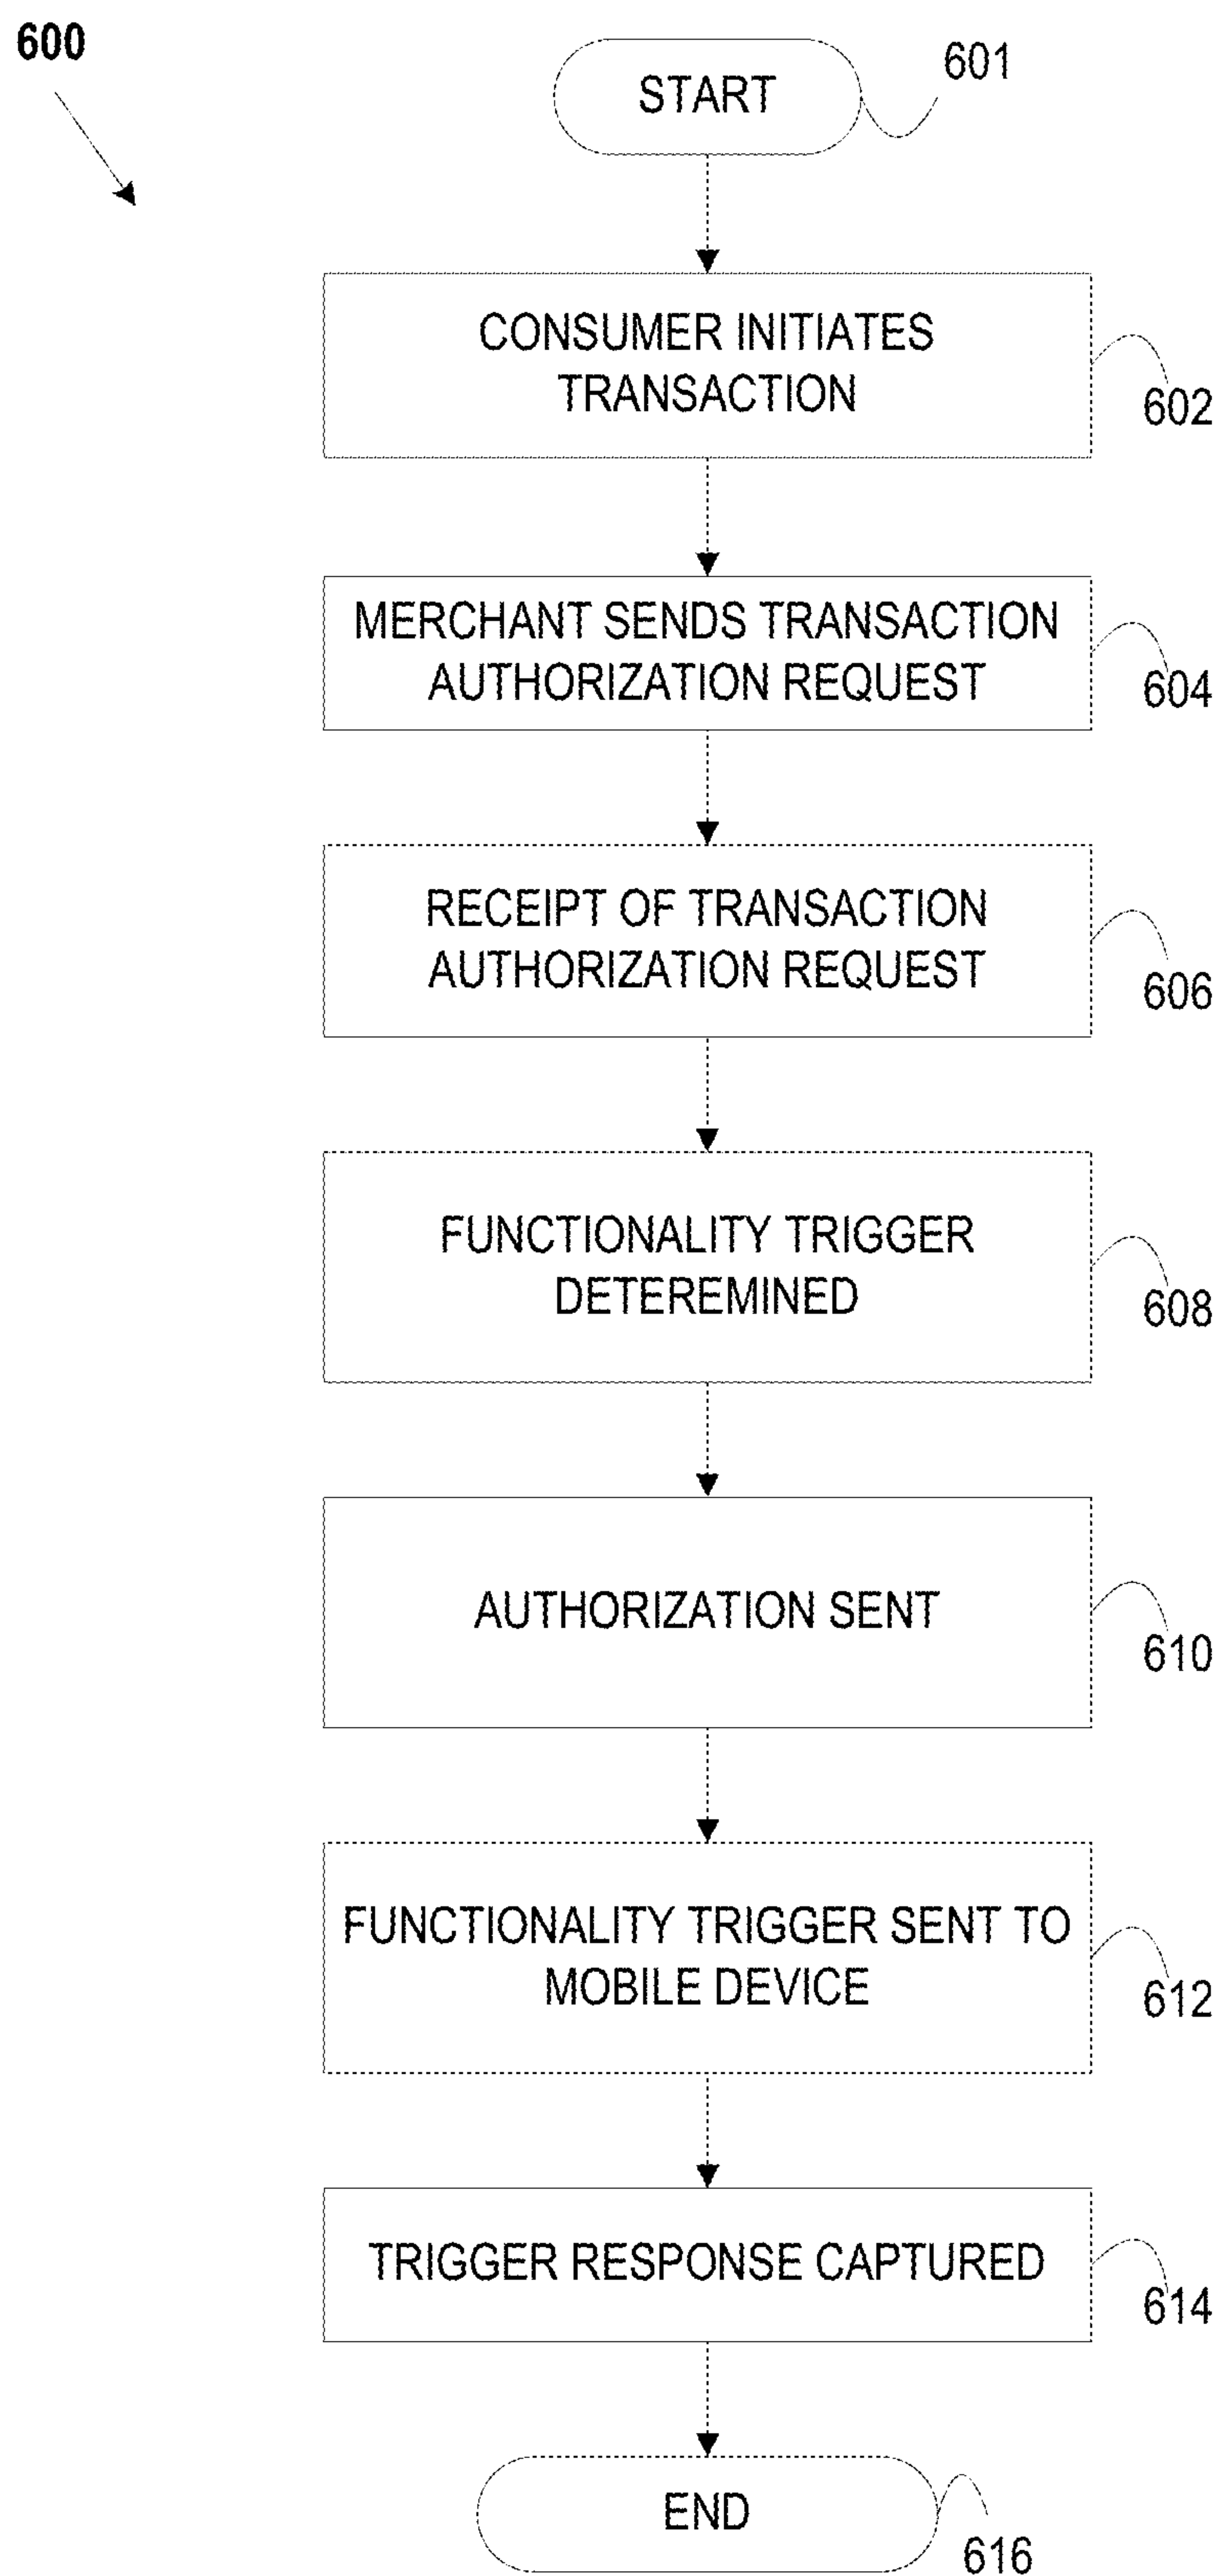 600
START
601
CONSUMER INITIATES
TRANSACTION
602
MERCHANT SENDS TRANSACTION
AUTHORIZATION REQUEST
604
RECEIPT OF TRANSACTION
AUTHORIZATION REQUEST
606
FUNCTIONALITY TRIGGER
DETEREMINED
608
AUTHORIZATION SENT
610
FUNCTIONALITY TRIGGER SENT TO
MOBILE DEVICE
612
TRIGGER RESPONSE CAPTURED
614
END
616